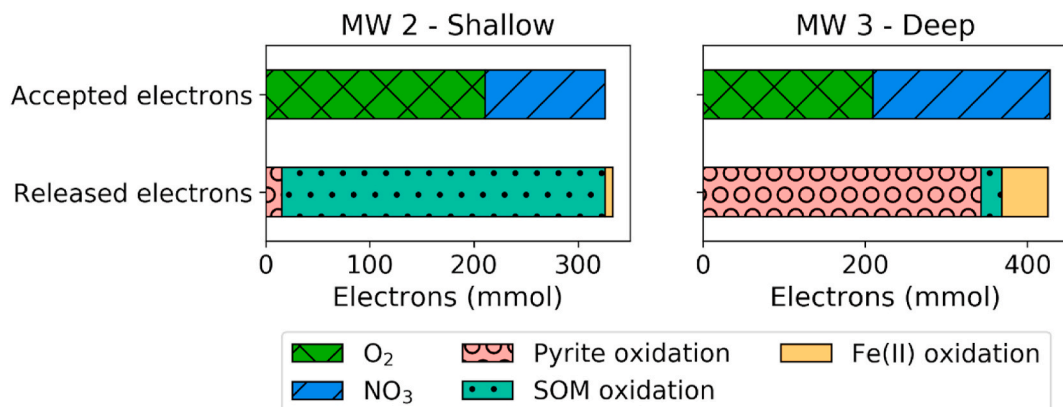 MW 2 - Shallow
MW 3 - Deep
Accepted electrons
Released electrons
0 100 200 300
0 200 400
Electrons (mmol)
Electrons (mmol)
O₂
Pyrite oxidation
Fe(II) oxidation
NO₃
SOM oxidation